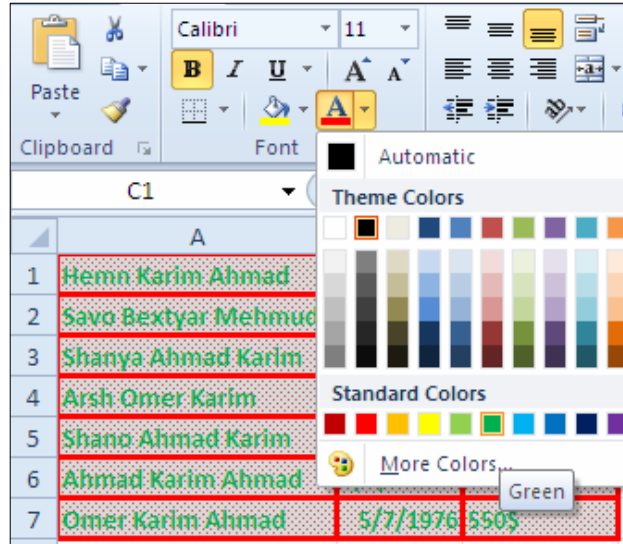 Calibri 11
B I U A A
Paste A
Clipboard Font
Automatic
C1
Theme Colors
A
1 Hemn Karim Ahmad
2 Savo Bextyar Mehmud
3 Shanya Ahmad Karim
4 Arsh Omer Karim
Standard Colors
5 Shano Ahmad Karim
6 Ahmad Karim Ahmad
More Colors...
Green
7 Omer Karim Ahmad 5/7/1976 550$